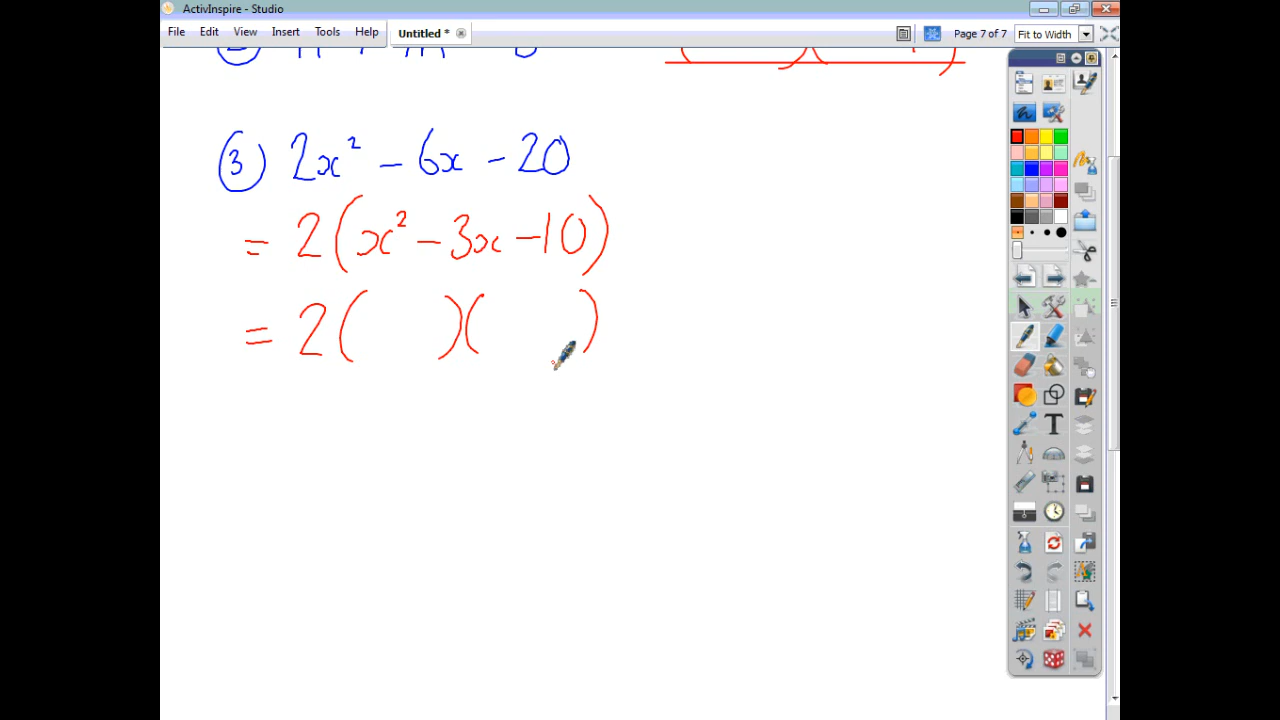 ActivInspire - Studio
File Edit View Insert Tools Help Untitled * Page 7 of 7 Fit to Width
③ 2x² - 6x - 20
= 2(x² - 3x - 10)
= 2( )( )